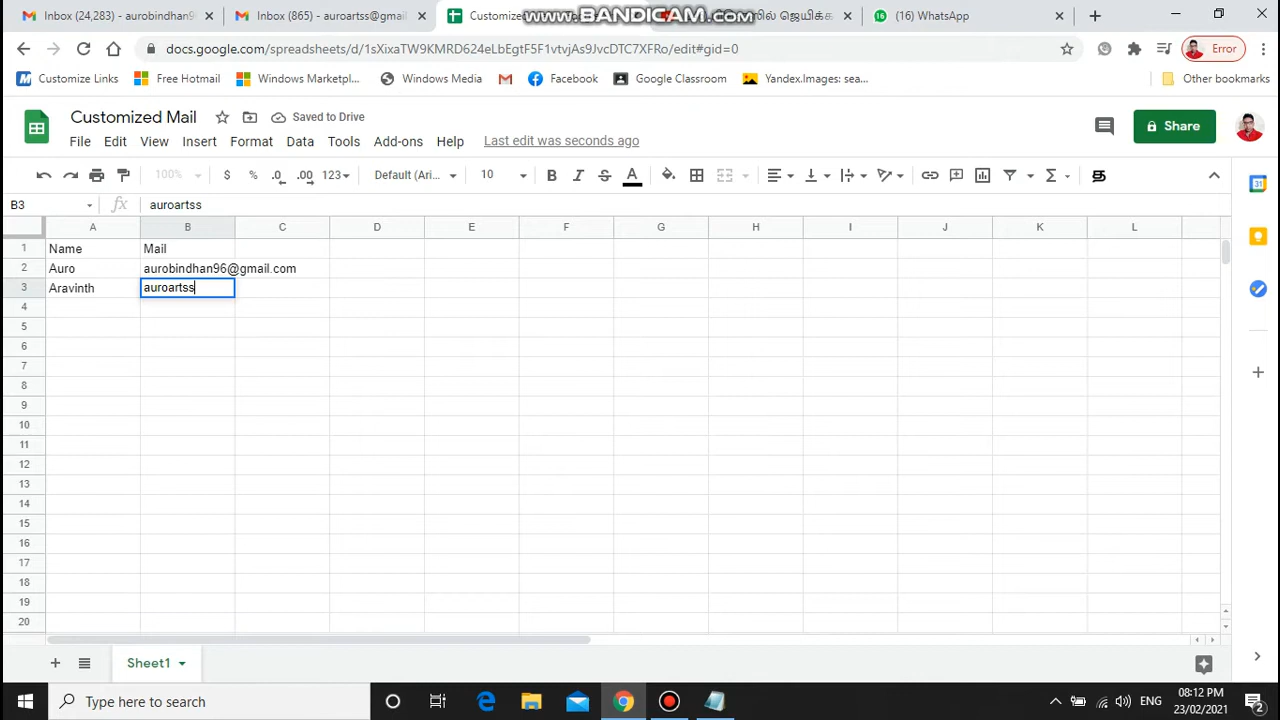 Inbox (24,283) - aurobindhan
Inbox (865) - auroartss@gmail
Customized
www.BANDICAM.com
(16) WhatsApp
docs.google.com/spreadsheets/d/1sXixaTW9KMRD624eLbEgtF5F1vtvjAs9JvcDTC7XFRo/edit#gid=0
Error
Customize Links
Free Hotmail
Windows Marketpl...
Windows Media
Facebook
Google Classroom
Yandex.Images: sea...
Other bookmarks
Customized Mail
Saved to Drive
File Edit View Insert Format Data Tools Add-ons Help
Last edit was seconds ago
Share
100% $ % .0 .00 123 Default (Ari... 10 B I S A
B3 fx auroartss
A B C D E F G H I J K L
1 Name Mail
2 Auro aurobindhan96@gmail.com
3 Aravinth auroartss
4
5
6
7
8
9
10
11
12
13
14
15
16
17
18
19
20
Sheet1
Type here to search
ENG
08:12 PM
23/02/2021
2